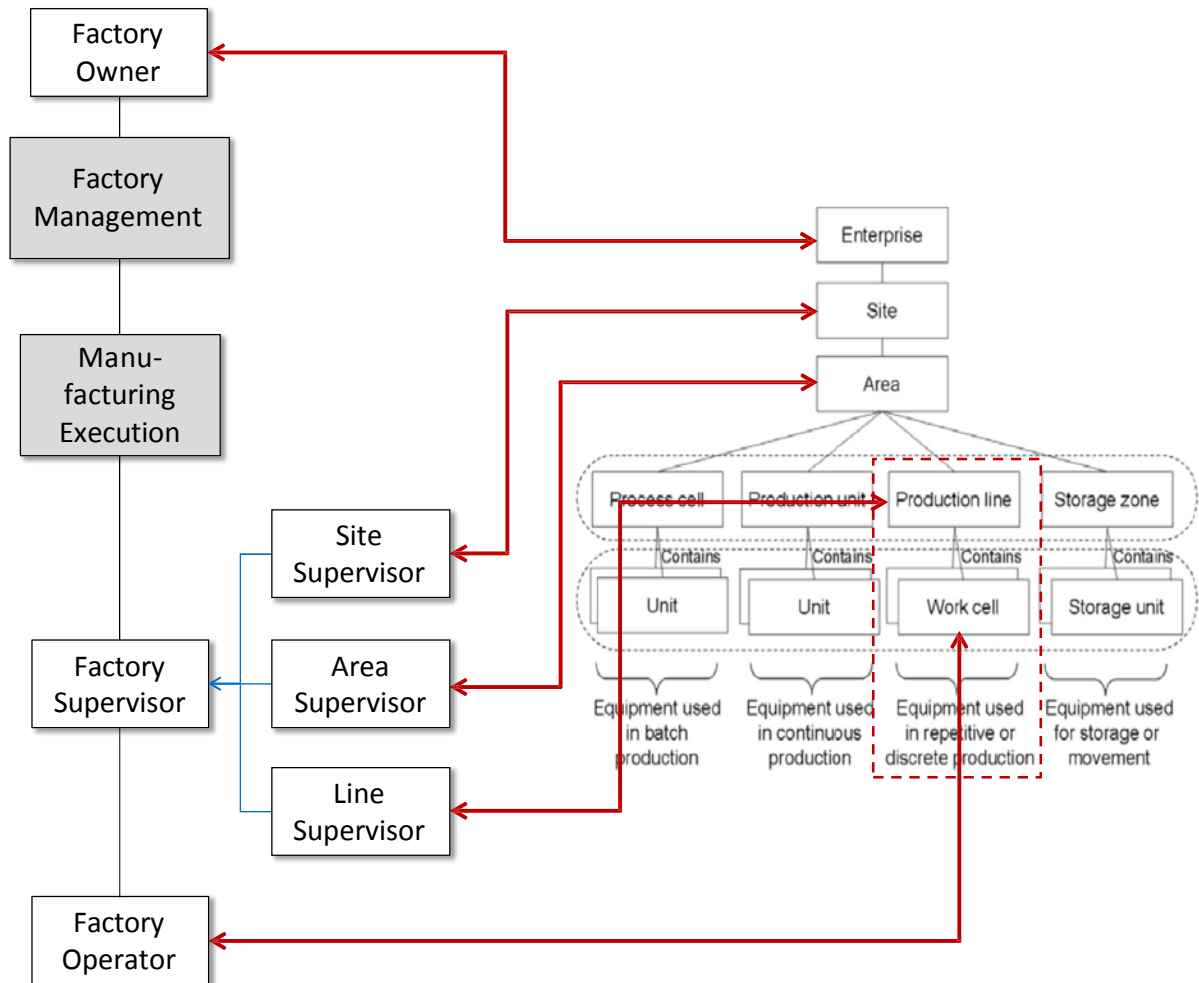 Factory
Owner
Factory
Management
Manu-
facturing
Execution
Site
Supervisor
Factory
Supervisor
Area
Supervisor
Line
Supervisor
Factory
Operator
Enterprise
Site
Area
Process cell
Production unit
Production line
Storage zone
Contains
Contains
Contains
Contains
Unit
Unit
Work cell
Storage unit
Equipment used
in batch
production
Equipment used
in continuous
production
Equipment used
in repetitive or
discrete production
Equipment used
for storage or
movement